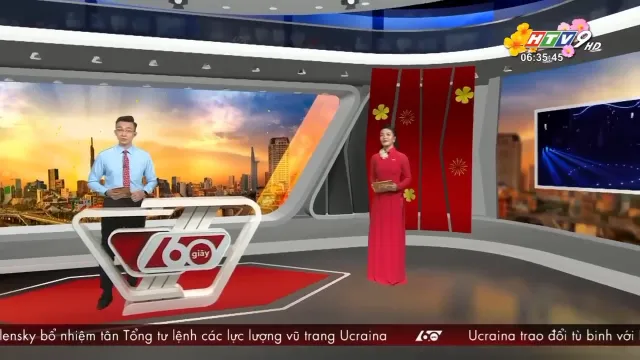 HTV9 HD
06:35:45
60
giây
lensky bổ nhiệm tân Tổng tư lệnh các lực lượng vũ trang Ucraina 60 Ucraina trao đổi tù binh với